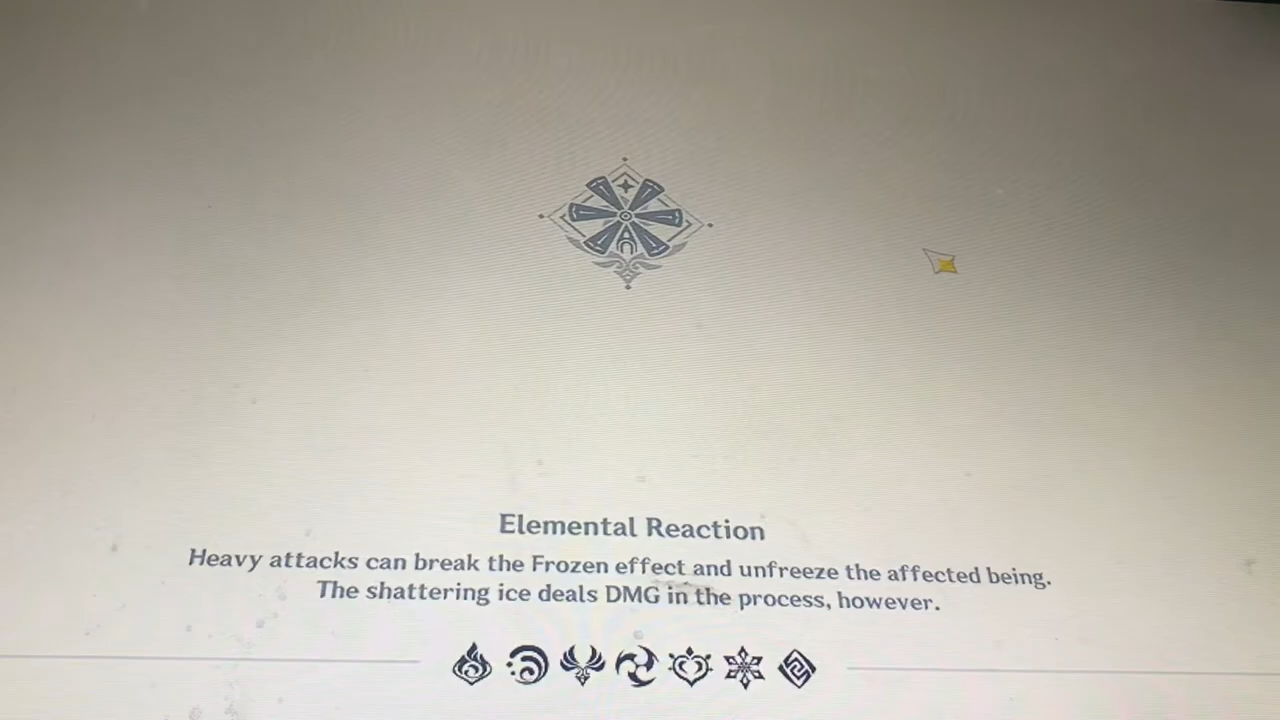 Elemental Reaction
Heavy attacks can break the Frozen effect and unfreeze the affected being.
The shattering ice deals DMG in the process, however.